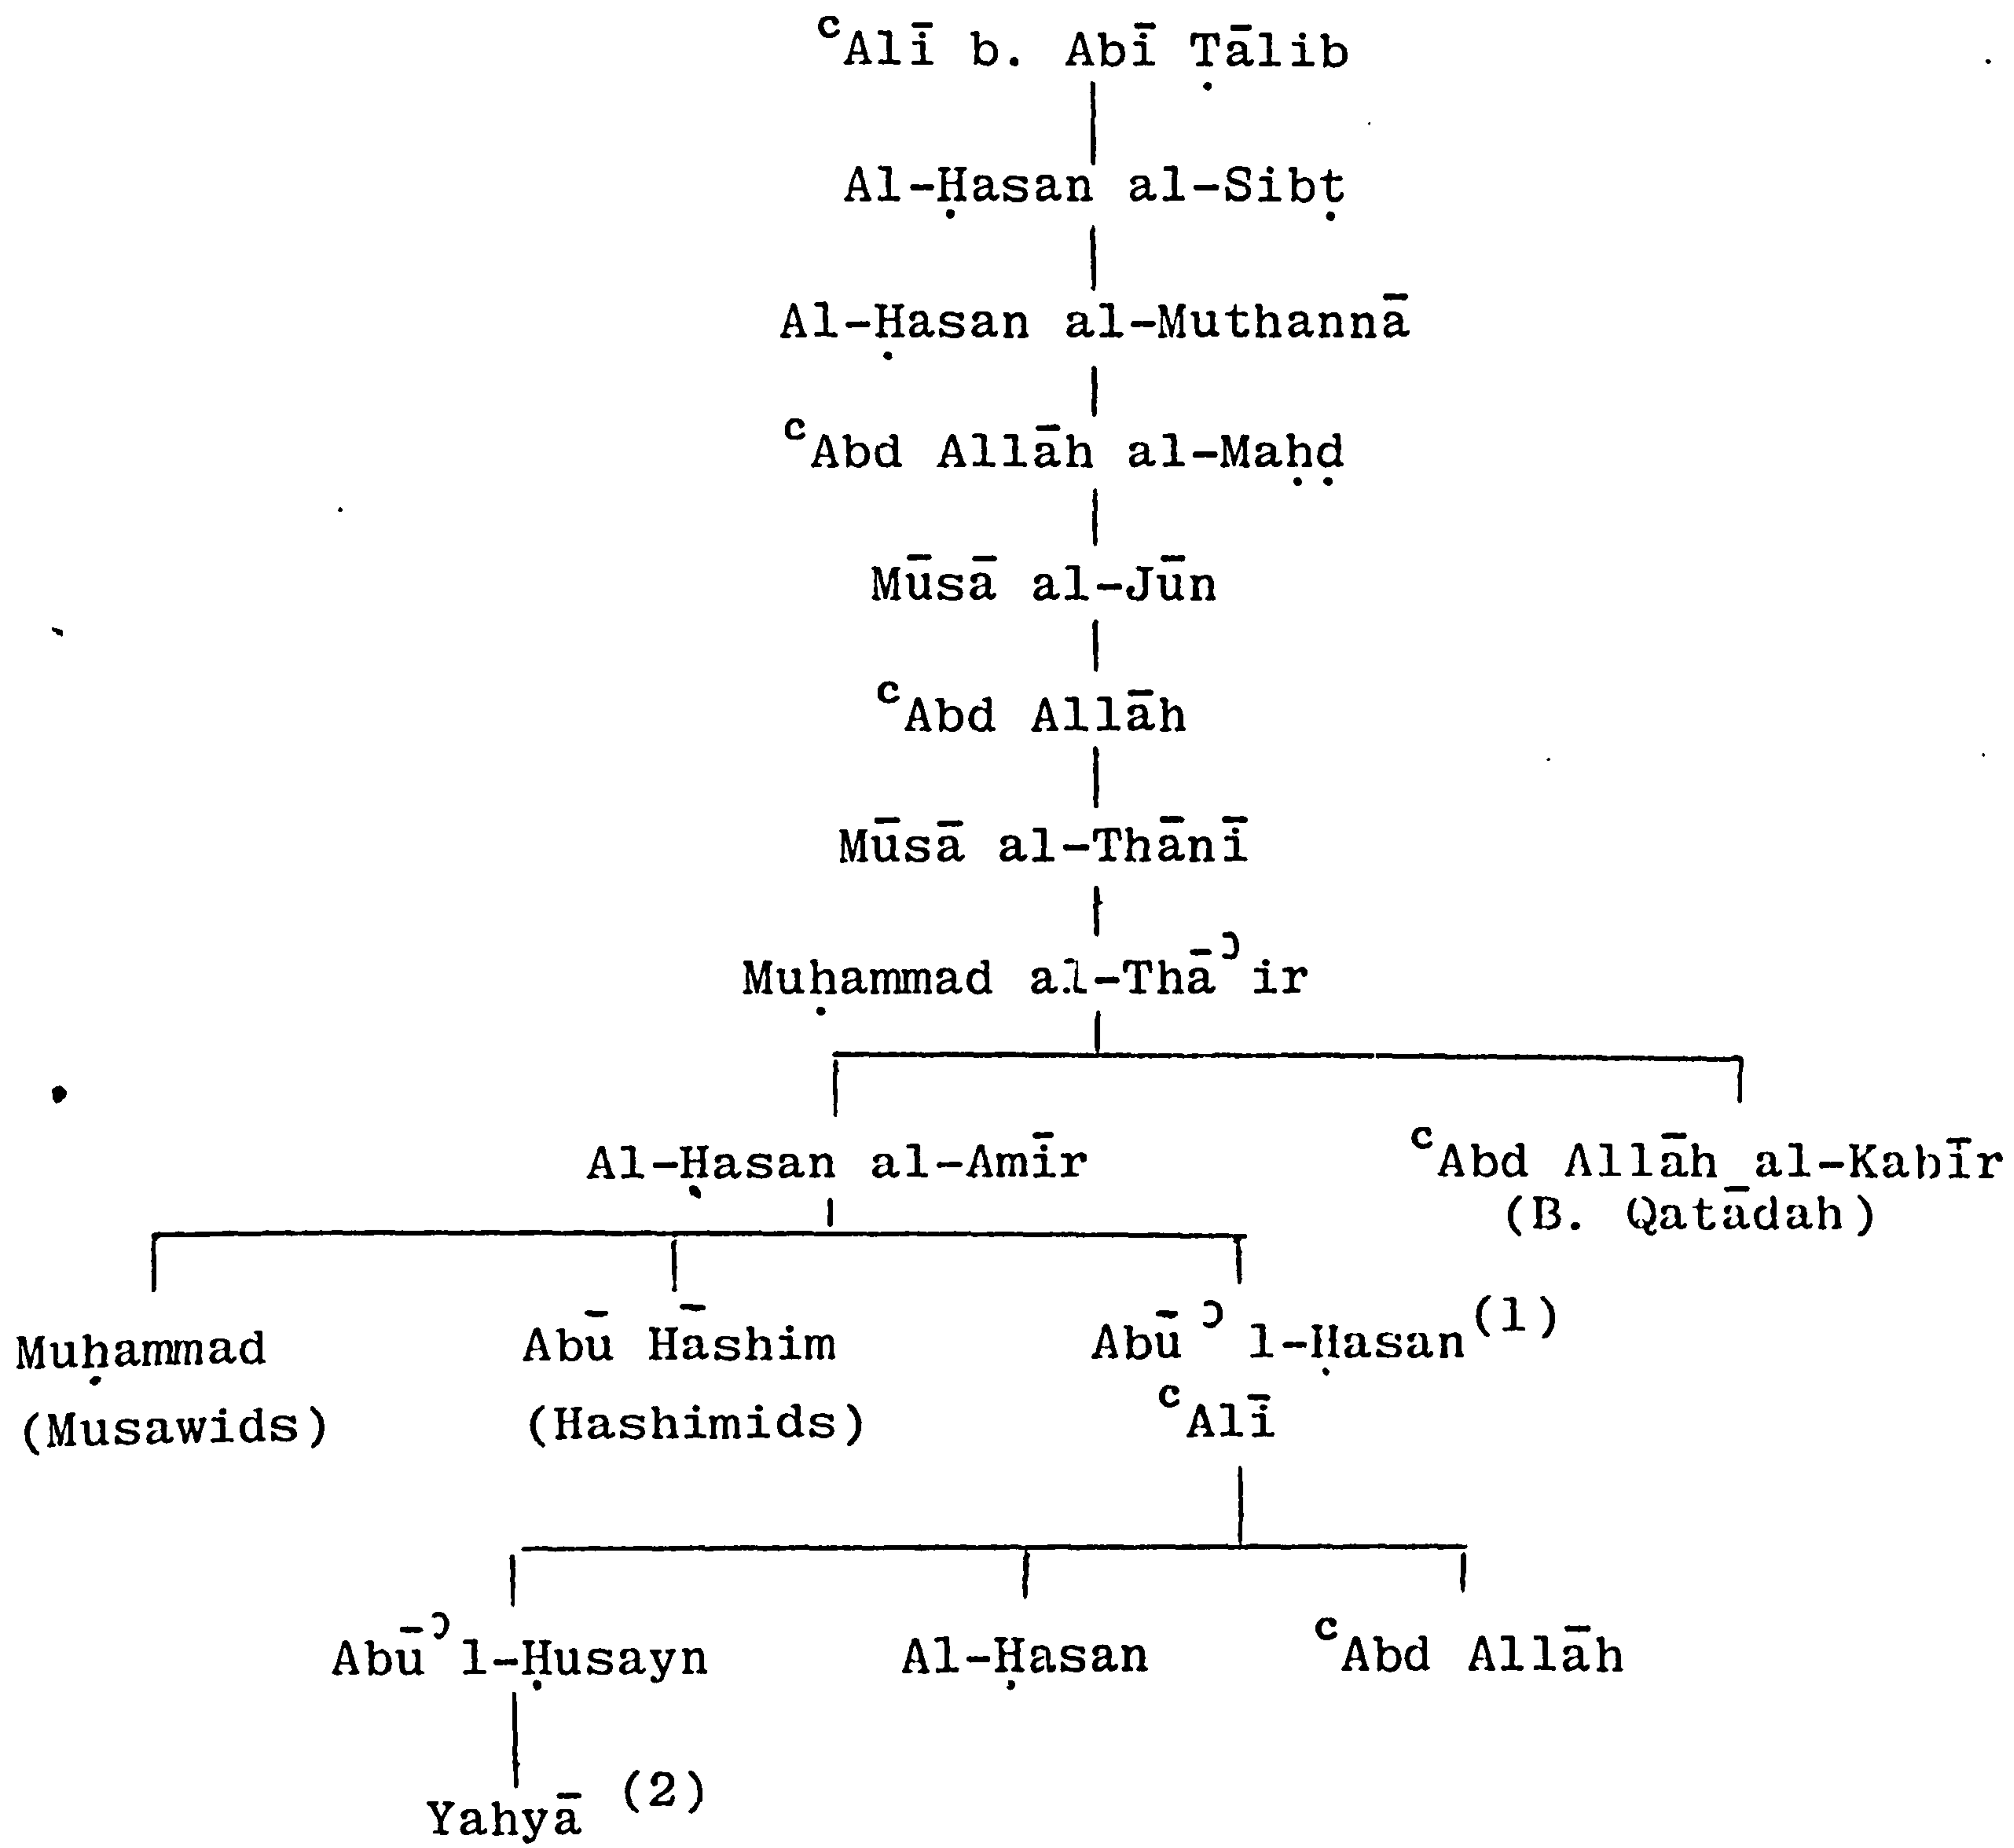 ᶜAlī b. Abī Ṭālib
Al-Ḥasan al-Sibṭ
Al-Ḥasan al-Muthannā
ᶜAbd Allāh al-Maḥḍ
Mūsā al-Jūn
ᶜAbd Allāh
Mūsā al-Thānī
Muḥammad al-Thāʾir
Al-Ḥasan al-Amīr ᶜAbd Allāh al-Kabīr
(B. Qatādah)
Muḥammad Abū Hāshim Abūʾ l-Ḥasan (1)
(Musawids) (Hashimids) ᶜAlī
Abūʾl-Ḥusayn Al-Ḥasan ᶜAbd Allāh
Yahyā (2)